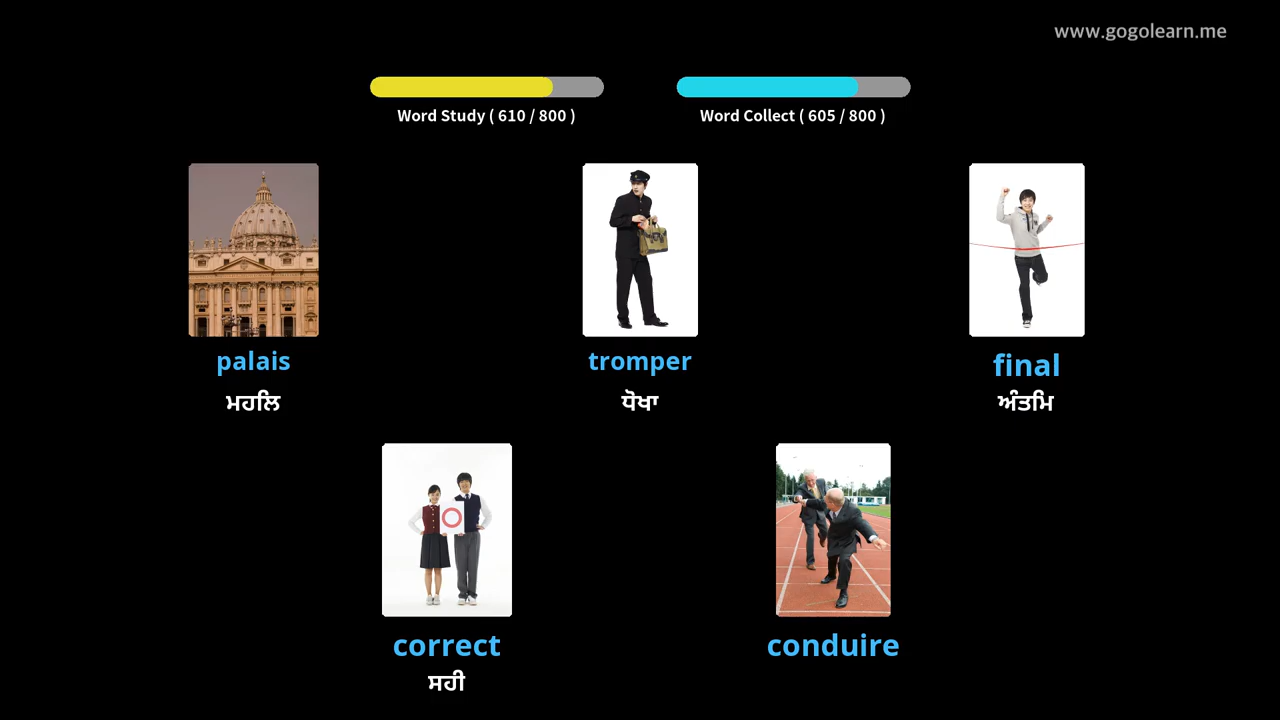 www.gogolearn.me
Word Study ( 610 / 800 )
Word Collect ( 605 / 800 )
palais
ਮਹਲਿ
tromper
ਧੋਖਾ
final
ਅੰਤਮਿ
correct
ਸਹੀ
conduire